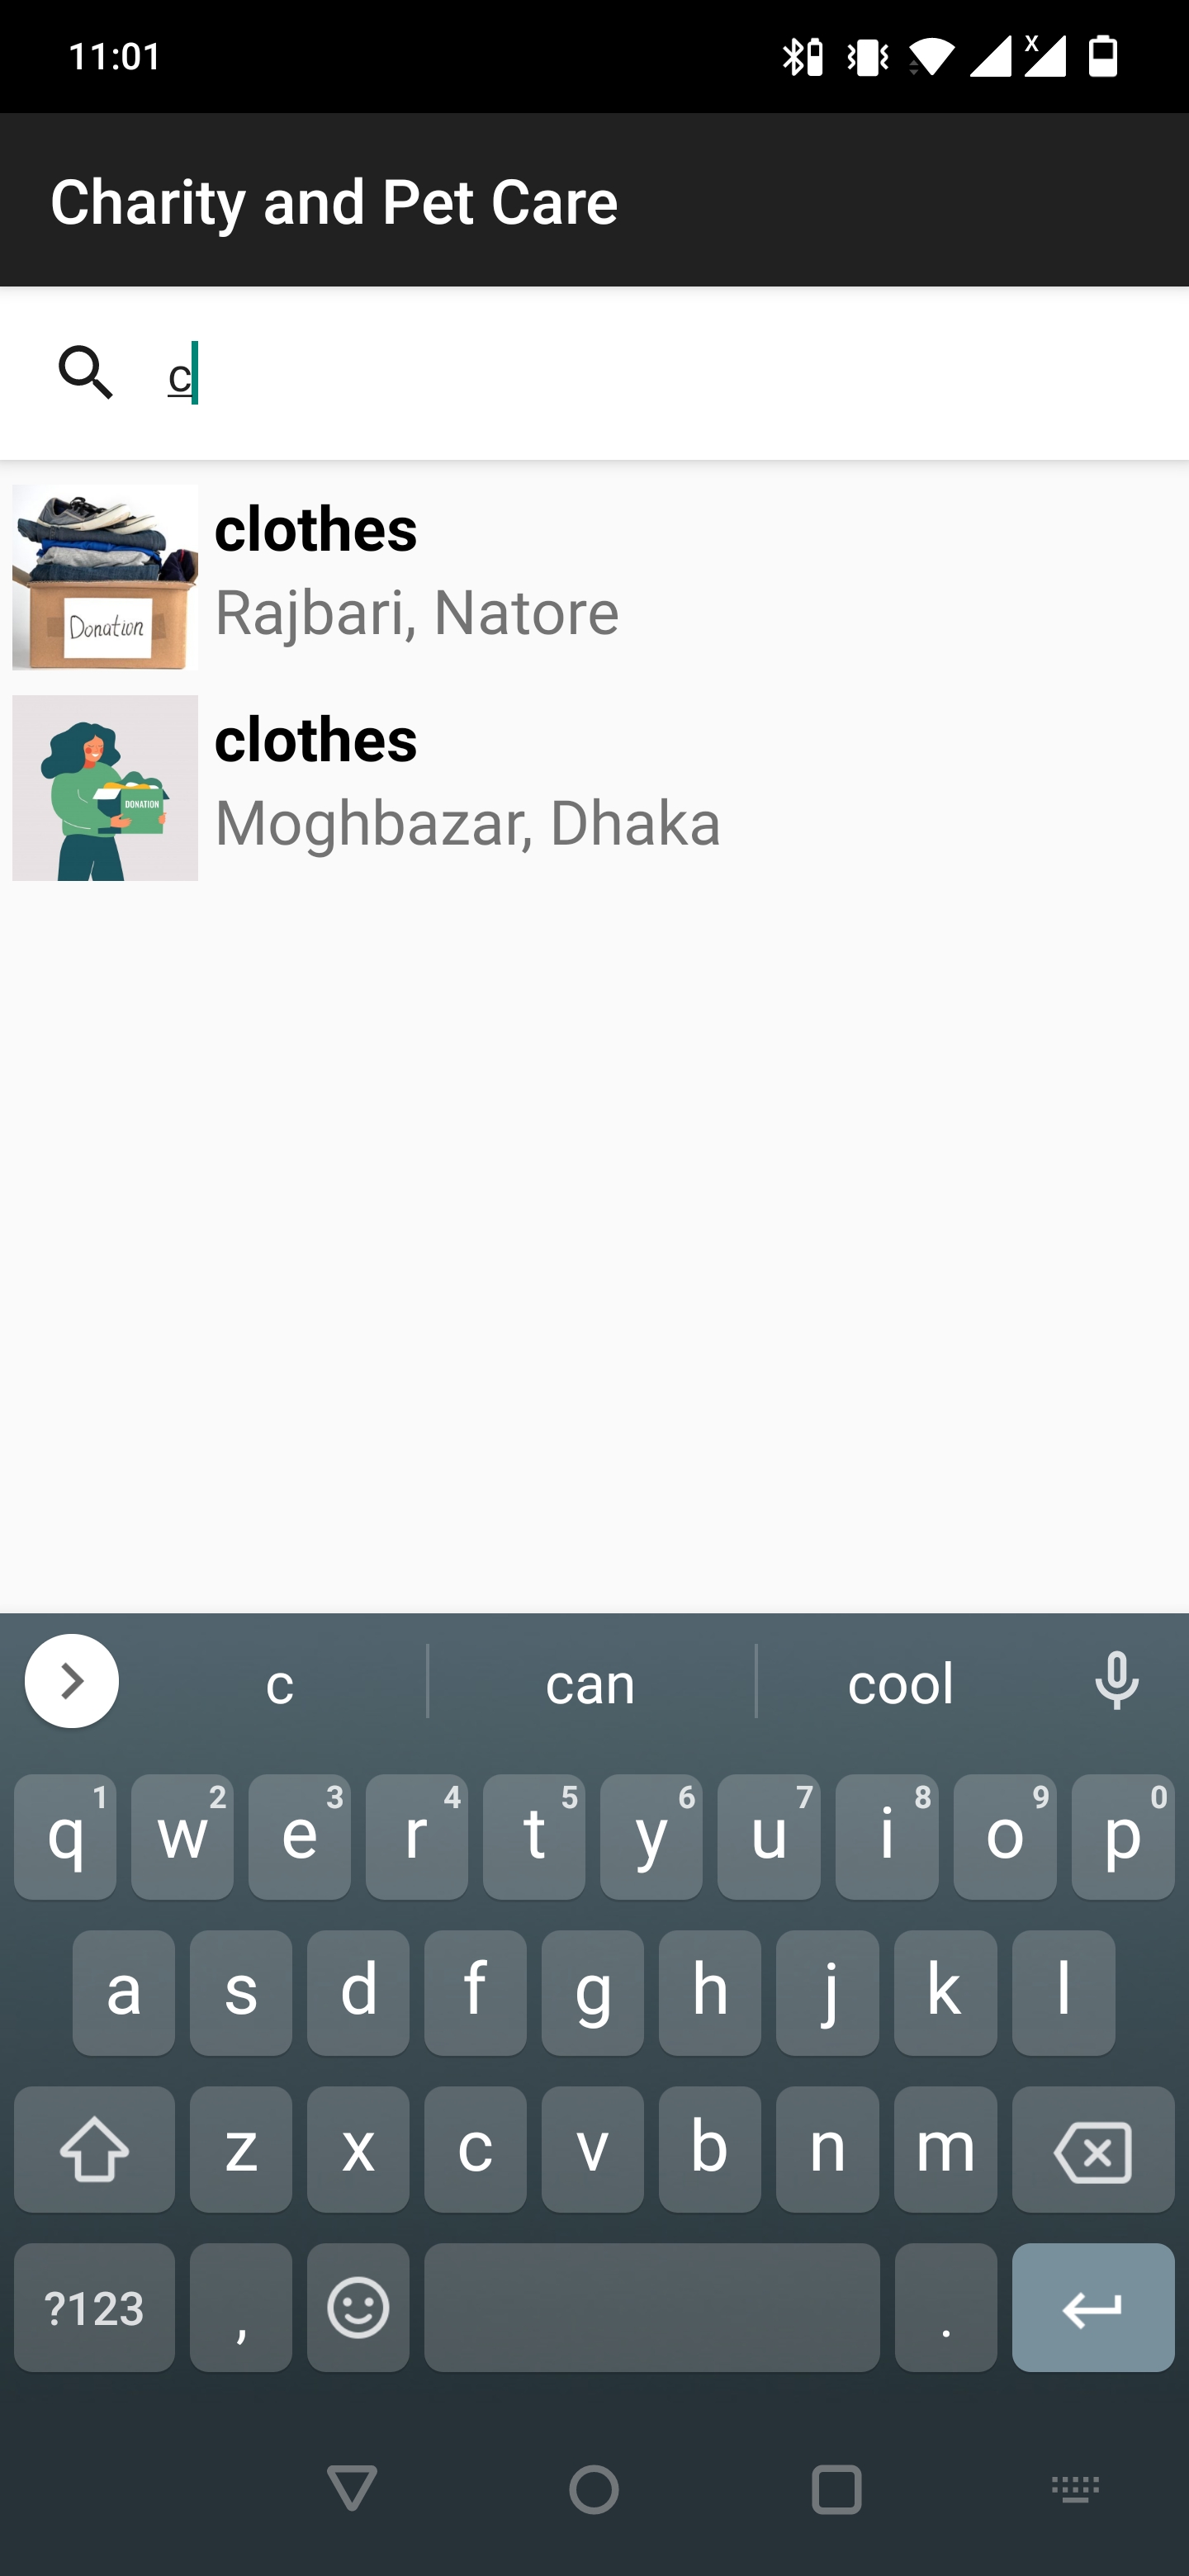 11:01
Charity and Pet Care
c
Donation
clothes
Rajbari, Natore
DONATION
clothes
Moghbazar, Dhaka
c can cool
1 2 3 4 5 6 7 8 9 0
q w e r t y u i o p
a s d f g h j k l
z x c v b n m
?123 , .